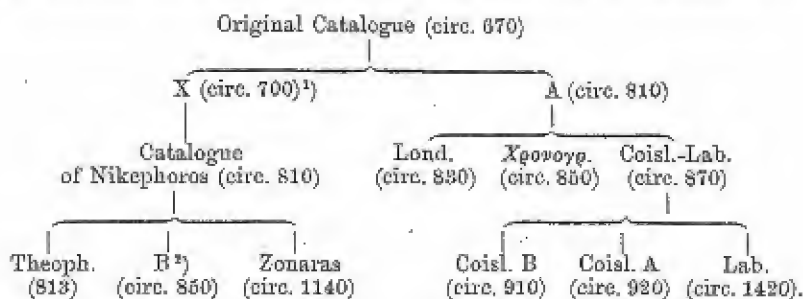 Original Catalogue (circ. 670)
X (circ. 700)¹) A (circ. 810)
Catalogue Lond. Χρονογρ. Coisl.-Lab.
of Nikephoros (circ. 810) (circ. 830) (circ. 850) (circ. 870)
Theoph. B²) Zonaras Coisl. B Coisl. A Lab.
(813) (circ. 850) (circ. 1140) (circ. 910) (circ. 920) (circ. 1420).